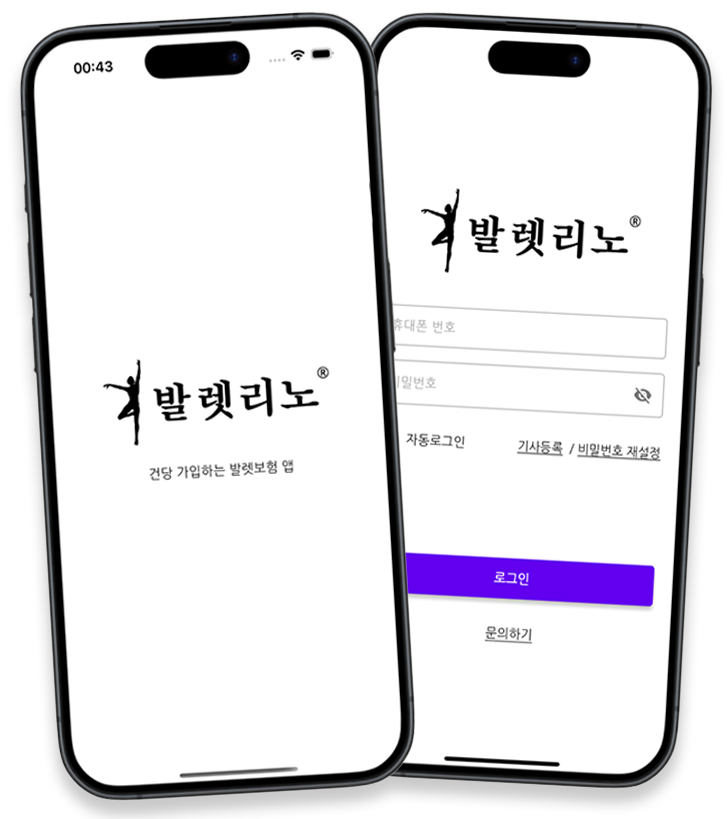 00:43
발렛리노®
건당 가입하는 발렛보험 앱
발렛리노®
휴대폰 번호
비밀번호
자동로그인
기사등록 / 비밀번호 재설정
로그인
문의하기